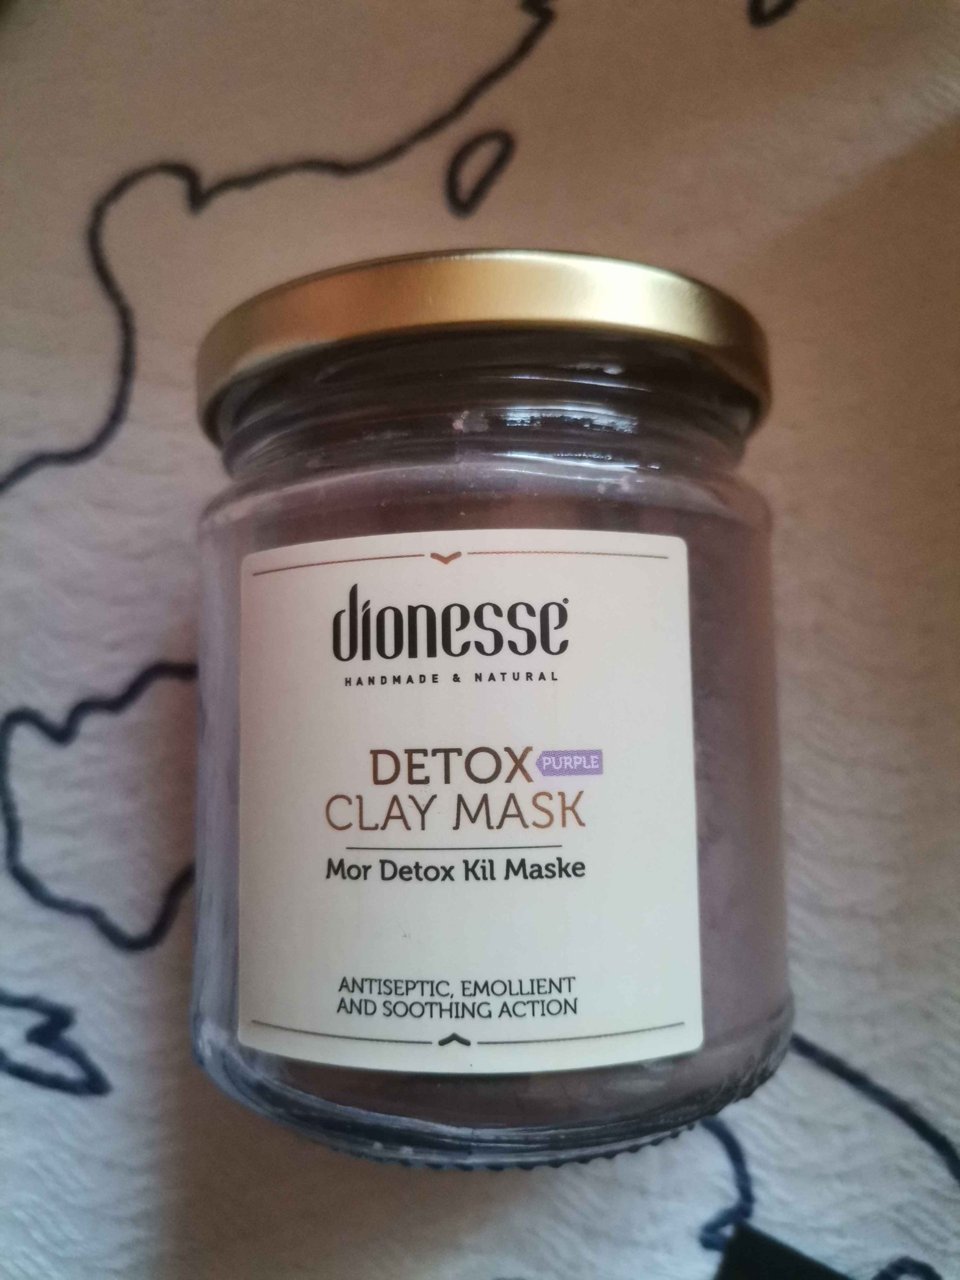 dionesse®
HANDMADE & NATURAL
DETOX PURPLE
CLAY MASK
Mor Detox Kil Maske
ANTISEPTIC, EMOLLIENT
AND SOOTHING ACTION